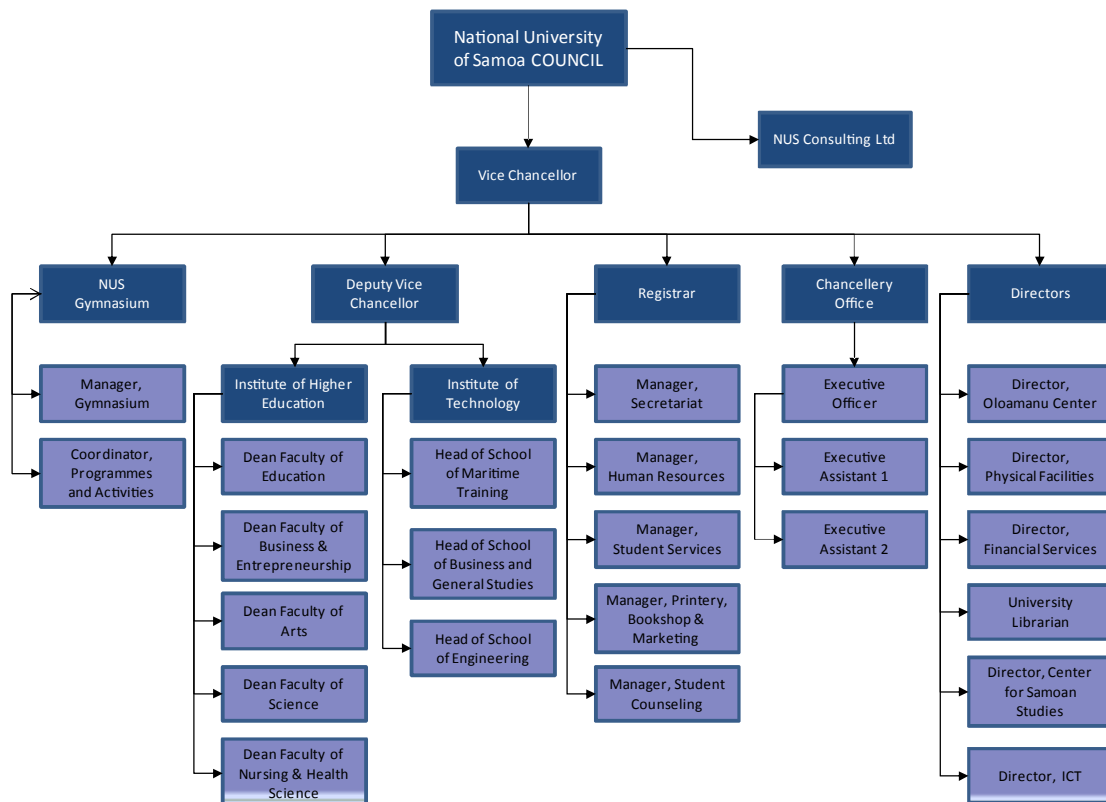 National University
of Samoa COUNCIL
NUS Consulting Ltd
Vice Chancellor
NUS
Gymnasium
Deputy Vice
Chancellor
Registrar
Chancellery
Office
Directors
Manager,
Gymnasium
Coordinator,
Programmes
and Activities
Institute of Higher
Education
Dean Faculty of
Education
Dean Faculty of
Business &
Entrepreneurship
Dean Faculty of
Arts
Dean Faculty of
Science
Dean Faculty of
Nursing & Health
Science
Institute of
Technology
Head of School
of Maritime
Training
Head of School
of Business and
General Studies
Head of School
of Engineering
Manager,
Secretariat
Manager,
Human Resources
Manager,
Student Services
Manager, Printery,
Bookshop &
Marketing
Manager, Student
Counseling
Executive
Officer
Executive
Assistant 1
Executive
Assistant 2
Director,
Oloamanu Center
Director,
Physical Facilities
Director,
Financial Services
University
Librarian
Director, Center
for Samoan
Studies
Director, ICT